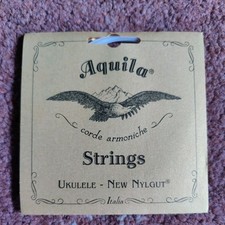 Aquila®
corde armoniche
Strings
Ukulele - New Nylgut®
Italia